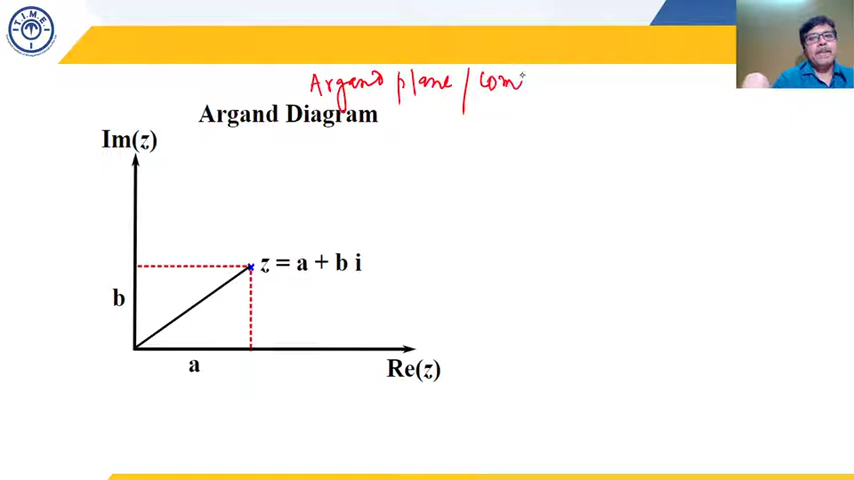 I.T.I.M.E.I
Argand plane / com
Argand Diagram
Im(z)
z = a + b i
b
a
Re(z)